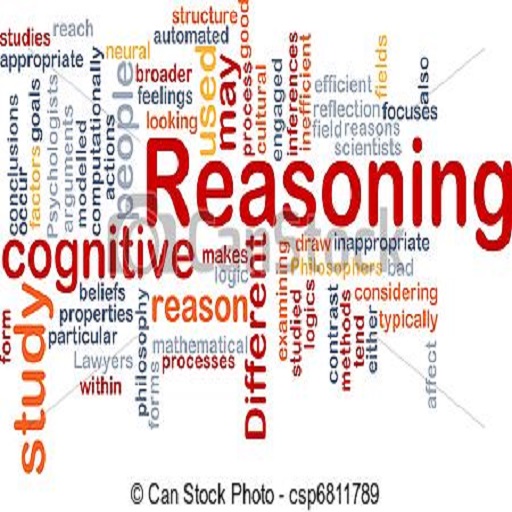 structure
good
studies
reach
automated
neural
appropriate
computationally
broader
used
may
process
cultural
engaged
inferences
inefficient
efficient
fields
also
feelings
reflection
focuses
looking
field reasons
scientists
conclusions
occur
goals
factors
Psychologists
arguments
modelled
actions
people
Reasoning
cognitive
makes
logic
Different
examining
draw
inappropriate
Philosophers
bad
beliefs
properties
particular
philosophy
reason
studied
logics
contrast
methods
considering
tend
either
typically
form
study
Lawyers
within
forms
mathematical
processes
affect
CanStock
© Can Stock Photo - csp6811789